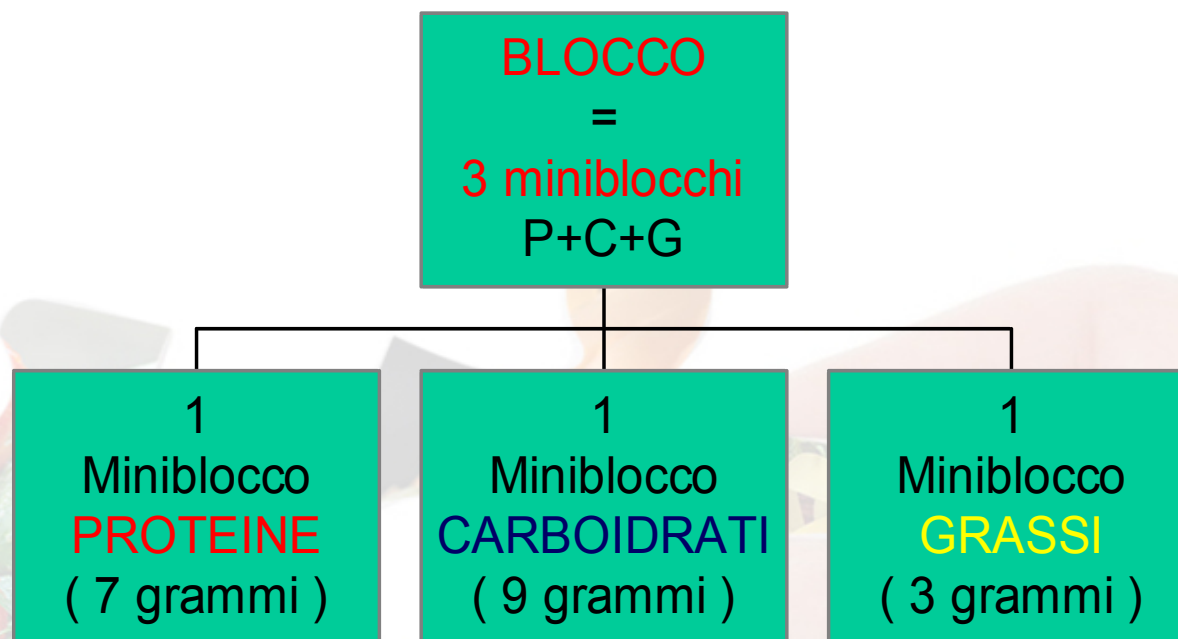 BLOCCO
=
3 miniblocchi
P+C+G
1
Miniblocco
PROTEINE
( 7 grammi )
1
Miniblocco
CARBOIDRATI
( 9 grammi )
1
Miniblocco
GRASSI
( 3 grammi )